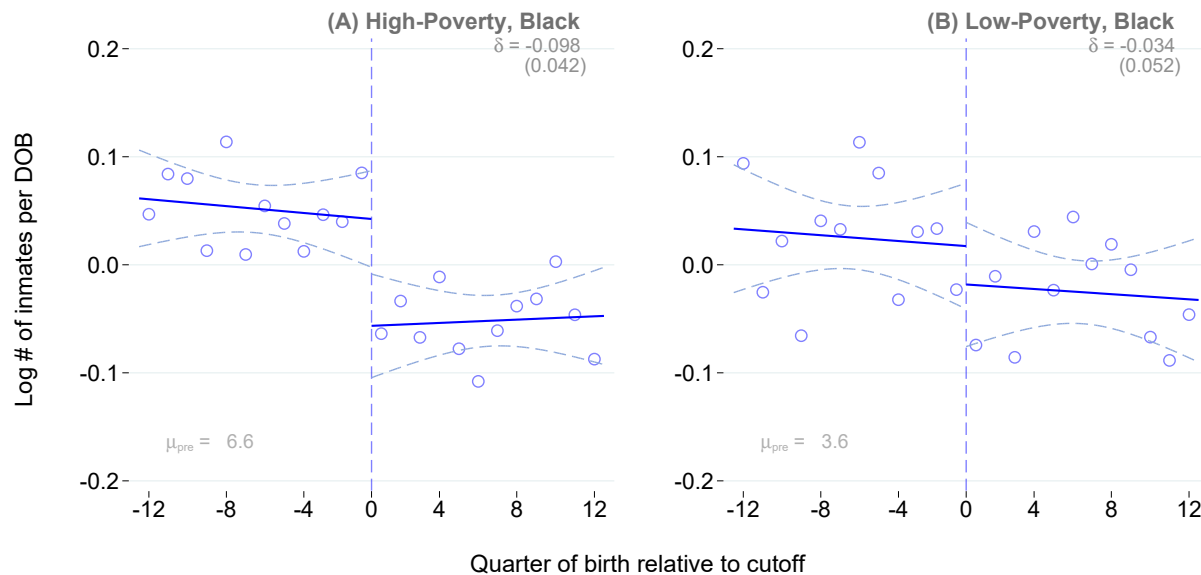 (A) High-Poverty, Black
δ = -0.098
(0.042)
(B) Low-Poverty, Black
δ = -0.034
(0.052)
Log # of inmates per DOB
0.2
0.1
0.0
-0.1
-0.2
μpre = 6.6
-12 -8 -4 0 4 8 12
0.2
0.1
0.0
-0.1
-0.2
μpre = 3.6
-12 -8 -4 0 4 8 12
Quarter of birth relative to cutoff